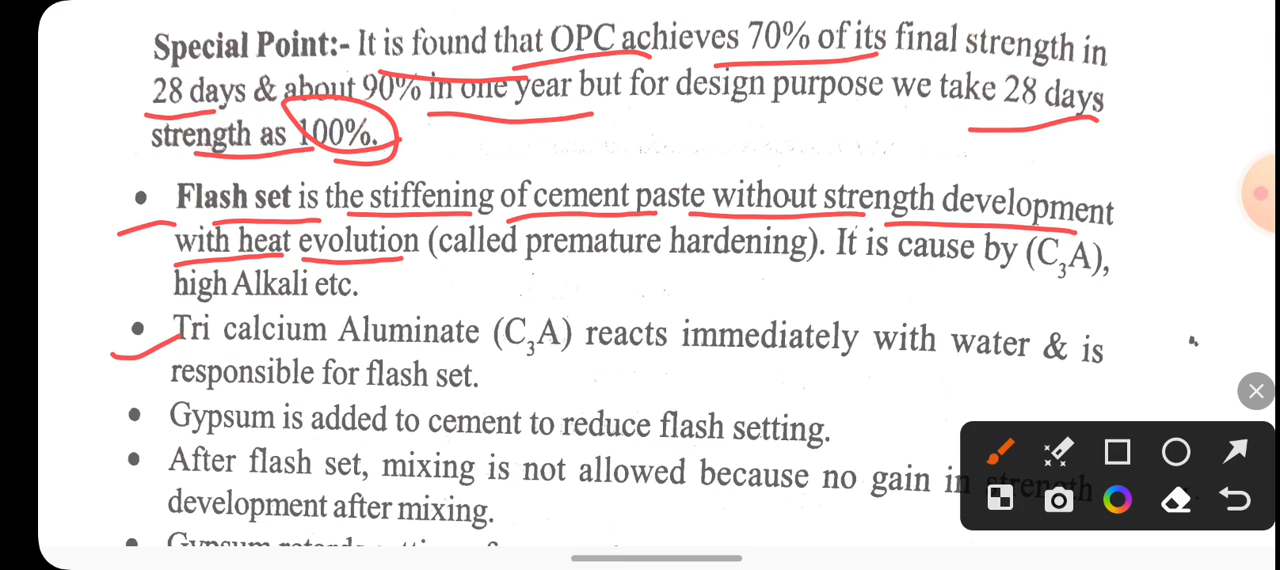 Special Point:- It is found that OPC achieves 70% of its final strength in
28 days & about 90% in one year but for design purpose we take 28 days
strength as 100%.
• Flash set is the stiffening of cement paste without strength development
with heat evolution (called premature hardening). It is cause by (C₃A),
high Alkali etc.
• Tri calcium Aluminate (C₃A) reacts immediately with water & is
responsible for flash set.
• Gypsum is added to cement to reduce flash setting.
• After flash set, mixing is not allowed because no gain in strength
development after mixing.
• Gypsum